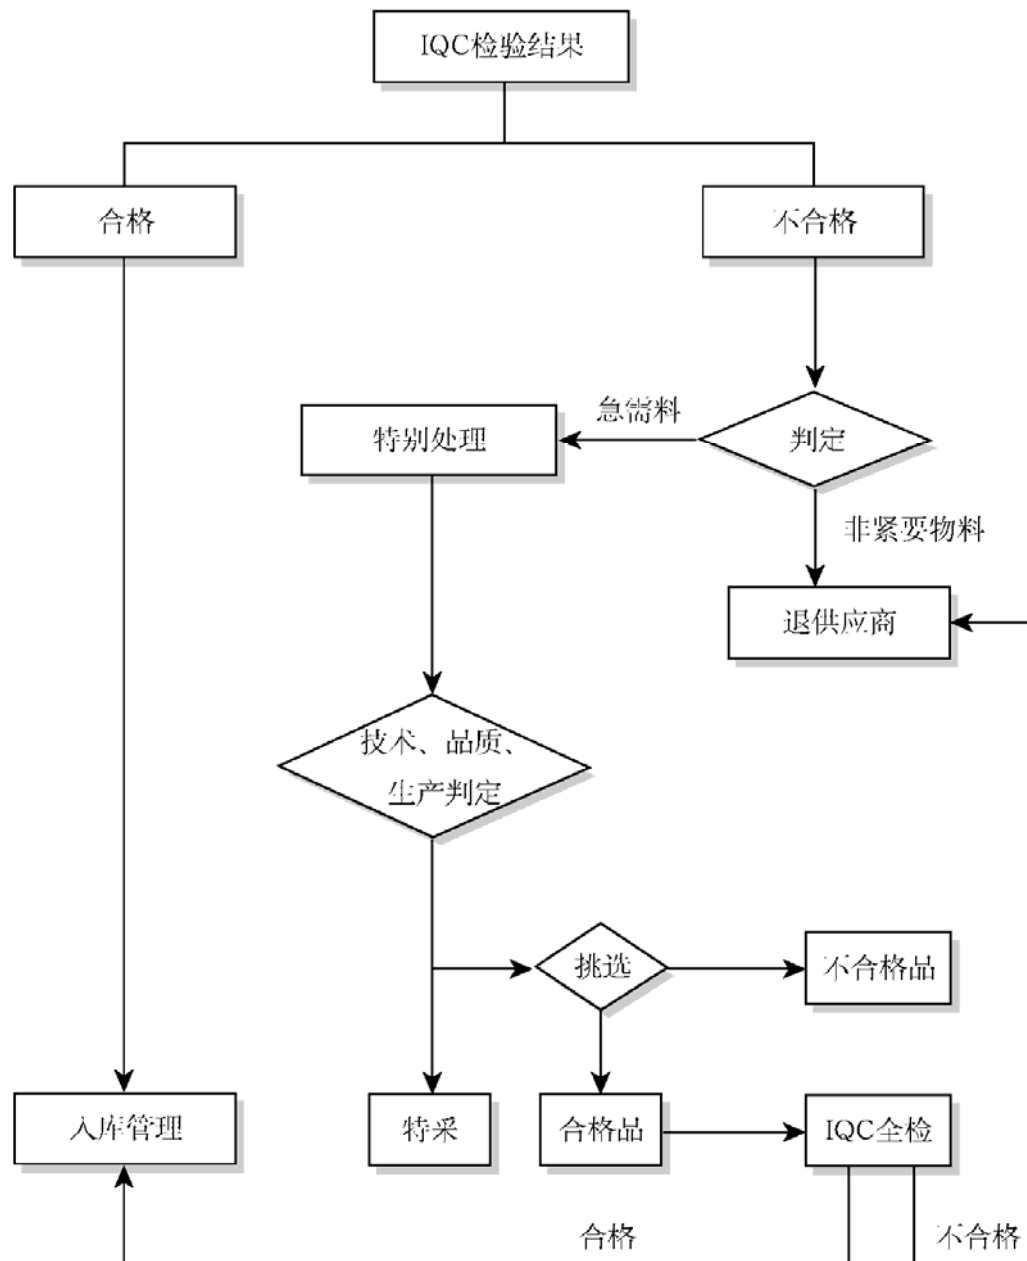 IQC检验结果
合格
不合格
急需料
特别处理
判定
非紧要物料
退供应商
技术、品质、
生产判定
挑选
不合格品
入库管理
特采
合格品
IQC全检
合格
不合格